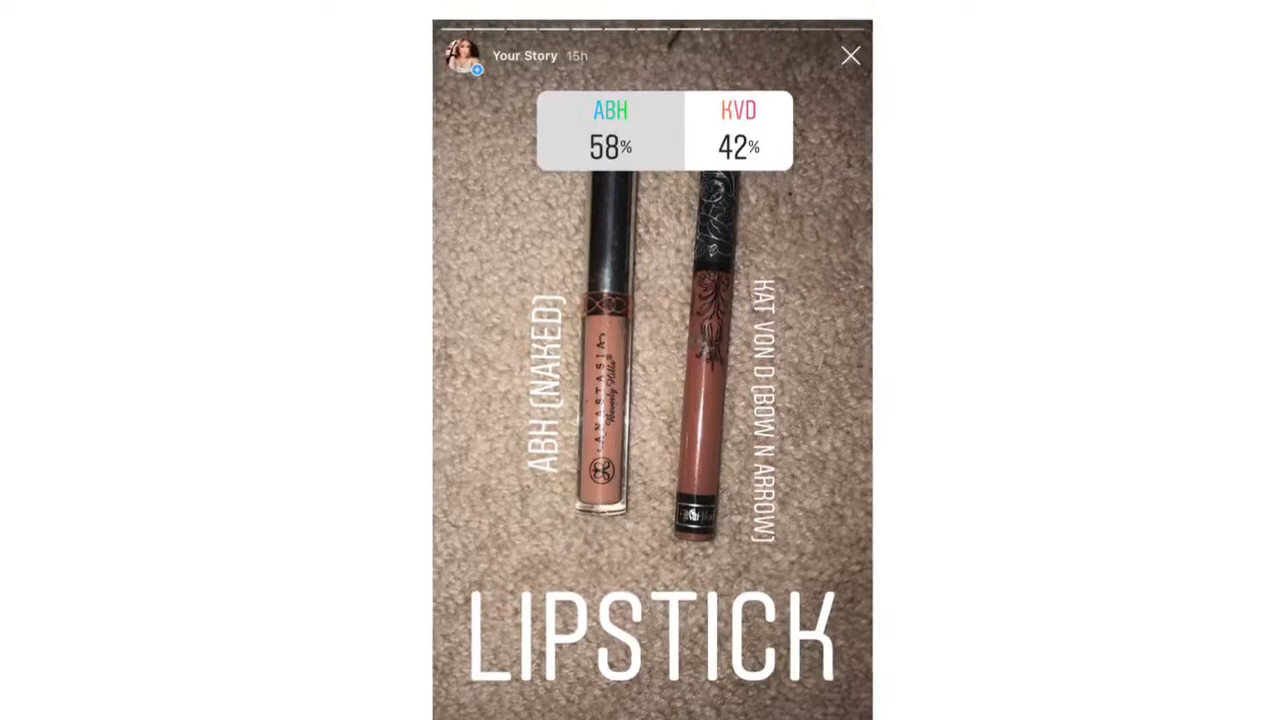 Your Story 15h
ABH KVD
58% 42%
ABH (NAKED)
ANASTASIA
Beverly Hills®
KAT VON D (BOW N ARROW)
LIPSTICK